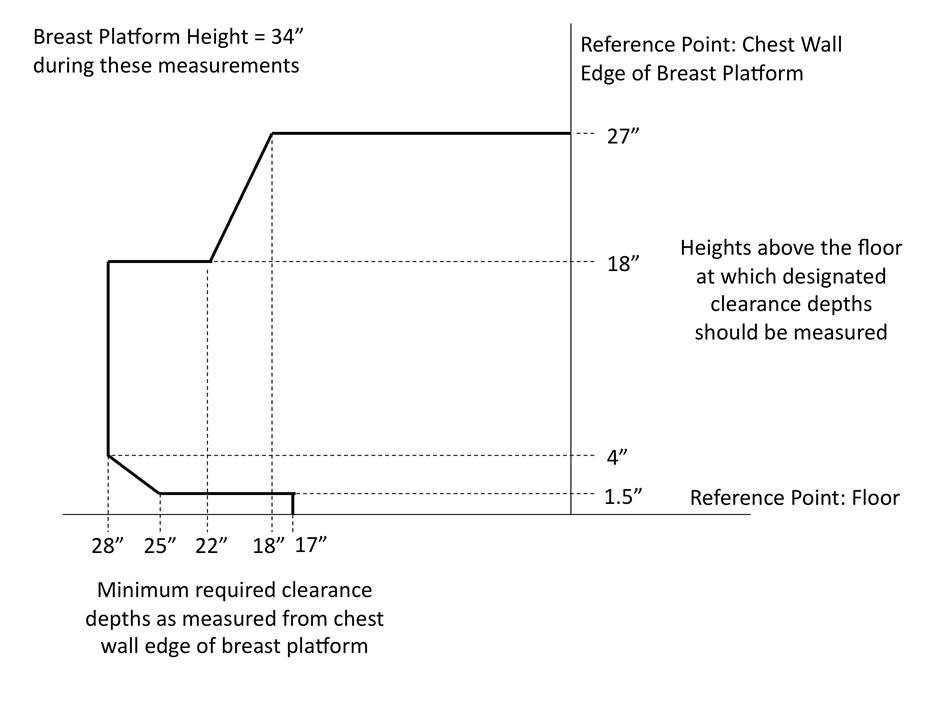 Breast Platform Height = 34”
during these measurements
Reference Point: Chest Wall
Edge of Breast Platform
27”
18”
Heights above the floor
at which designated
clearance depths
should be measured
4”
1.5”
Reference Point: Floor
28”
25”
22”
18”
17”
Minimum required clearance
depths as measured from chest
wall edge of breast platform